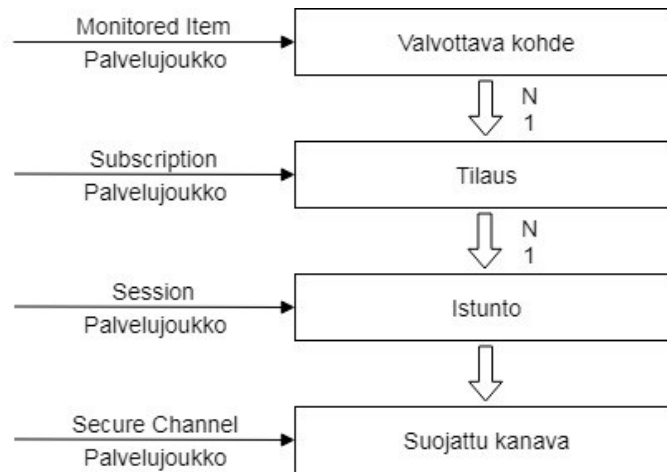 Monitored Item
Palvelujoukko
Valvottava kohde
N
1
Subscription
Palvelujoukko
Tilaus
N
1
Session
Palvelujoukko
Istunto
Secure Channel
Palvelujoukko
Suojattu kanava